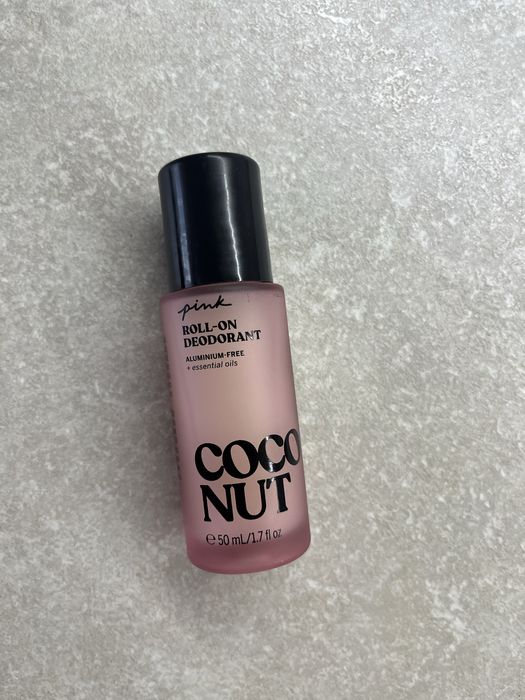 pink
ROLL-ON
DEODORANT
ALUMINIUM-FREE
+ essential oils
COCO
NUT
℮ 50 mL/1.7 fl oz